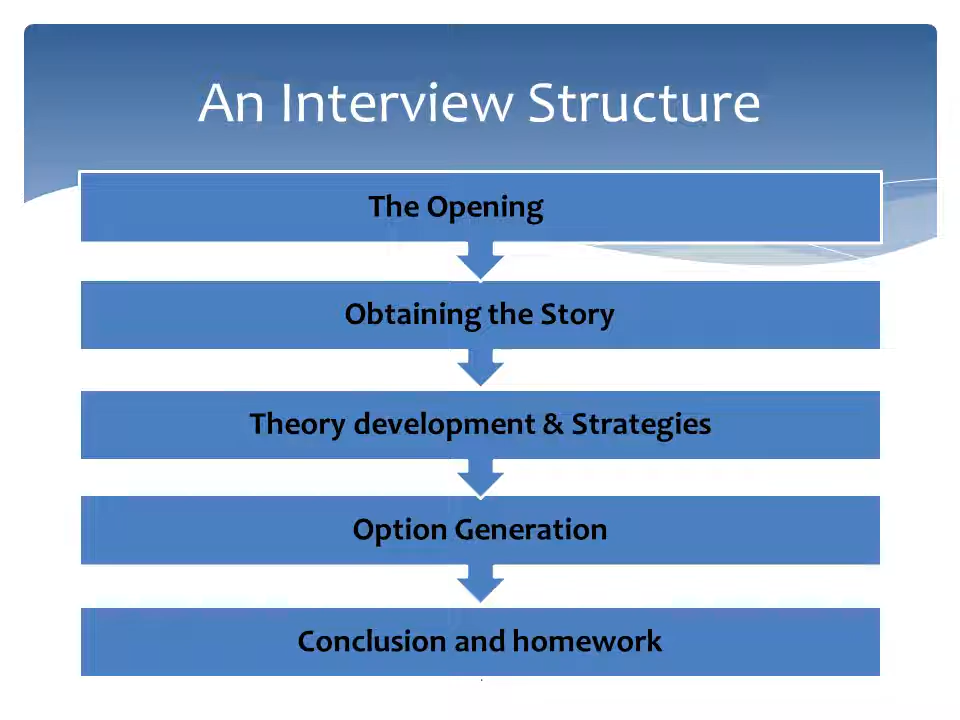 An Interview Structure
The Opening
Obtaining the Story
Theory development & Strategies
Option Generation
Conclusion and homework
.